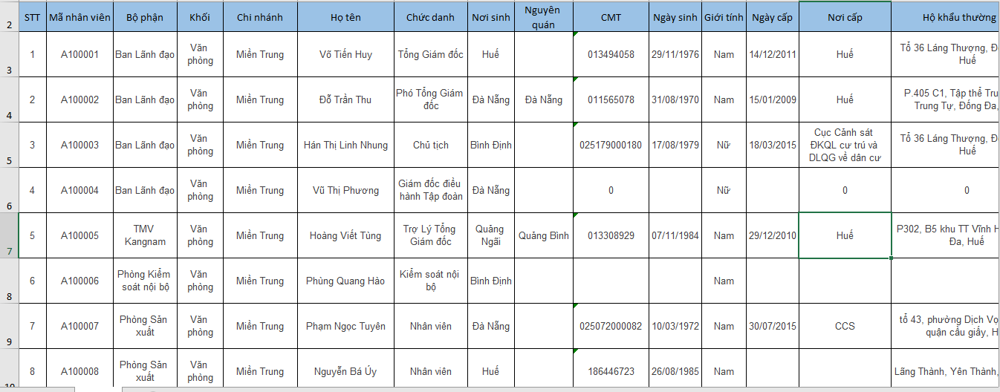 2 STT Mã nhân viên Bộ phận Khối Chi nhánh Họ tên Chức danh Nơi sinh Nguyên quán CMT Ngày sinh Giới tính Ngày cấp Nơi cấp Hộ khẩu thường
3 1 A100001 Ban Lãnh đạo Văn phòng Miền Trung Võ Tiến Huy Tổng Giám đốc Huế 013494058 29/11/1976 Nam 14/12/2011 Huế Tổ 36 Láng Thượng, Đ Huế
4 2 A100002 Ban Lãnh đạo Văn phòng Miền Trung Đỗ Trần Thu Phó Tổng Giám đốc Đà Nẵng Đà Nẵng 011565078 31/08/1970 Nam 15/01/2009 Huế P.405 C1, Tập thể Tru Trung Tự, Đống Đa,
5 3 A100003 Ban Lãnh đạo Văn phòng Miền Trung Hán Thị Linh Nhung Chủ tịch Bình Định 025179000180 17/08/1979 Nữ 18/03/2015 Cục Cảnh sát ĐKQL cư trú và DLQG về dân cư Tổ 36 Láng Thượng, Đ Huế
6 4 A100004 Ban Lãnh đạo Văn phòng Miền Trung Vũ Thị Phương Giám đốc điều hành Tập đoàn Đà Nẵng 0 Nữ 0 0
7 5 A100005 TMV Kangnam Văn phòng Miền Trung Hoàng Viết Tùng Trợ Lý Tổng Giám đốc Quảng Ngãi Quảng Bình 013308929 07/11/1984 Nam 29/12/2010 Huế P302, B5 khu TT Vĩnh H Đa, Huế
8 6 A100006 Phòng Kiểm soát nội bộ Văn phòng Miền Trung Phùng Quang Hào Kiểm soát nội bộ Bình Định Nam
9 7 A100007 Phòng Sản xuất Văn phòng Miền Trung Phạm Ngọc Tuyên Nhân viên Đà Nẵng 025072000082 10/03/1972 Nam 30/07/2015 CCS tổ 43, phường Dịch Vọ quận cầu giấy, H
10 8 A100008 Phòng Sản xuất Văn phòng Miền Trung Nguyễn Bá Úy Nhân viên Huế 186446723 26/08/1985 Nam Lãng Thành, Yên Thành,